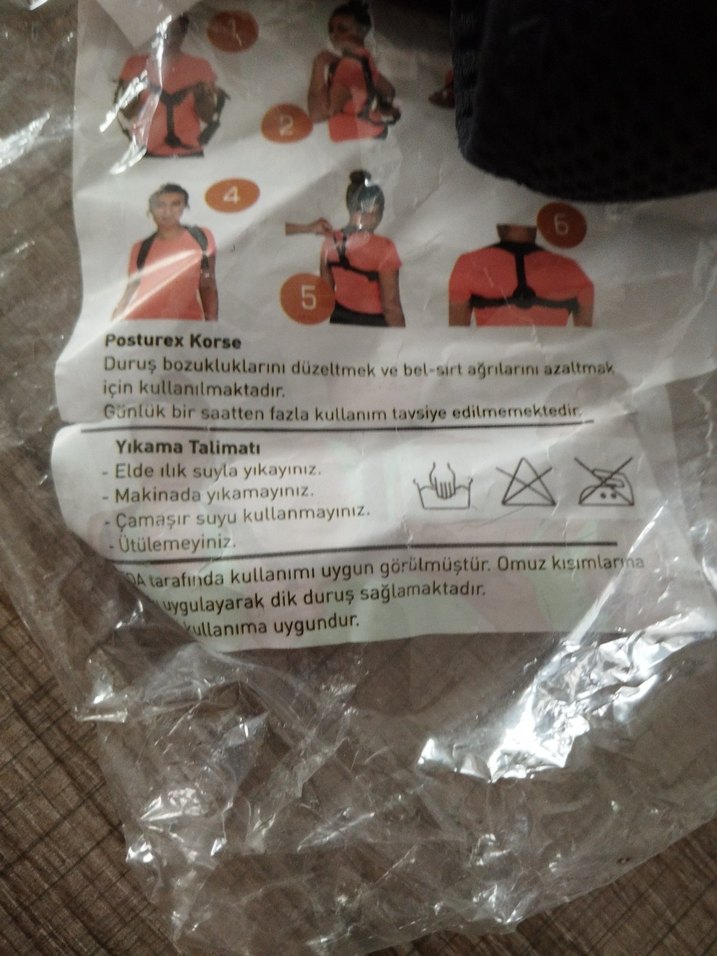 1
2
4
5
6
Posturex Korse
Duruş bozukluklarını düzeltmek ve bel-sırt ağrılarını azaltmak
için kullanılmaktadır.
Günlük bir saatten fazla kullanım tavsiye edilmemektedir.
Yıkama Talimatı
- Elde ılık suyla yıkayınız.
- Makinada yıkamayınız.
- Çamaşır suyu kullanmayınız.
- Ütülemeyiniz.
tarafında kullanımı uygun görülmüştür. Omuz kısımlarına
uygulayarak dik duruş sağlamaktadır.
kullanıma uygundur.